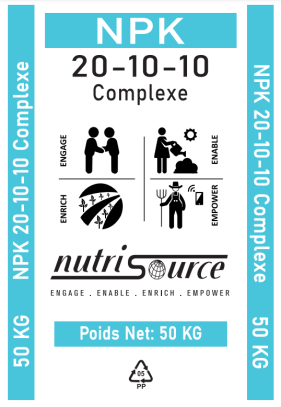 NPK
20-10-10
Complexe
ENGAGE
ENABLE
ENRICH
EMPOWER
nutriSource
ENGAGE . ENABLE . ENRICH . EMPOWER
Poids Net: 50 KG
05
PP
NPK 20-10-10 Complexe
50 KG
NPK 20-10-10 Complexe
50 KG